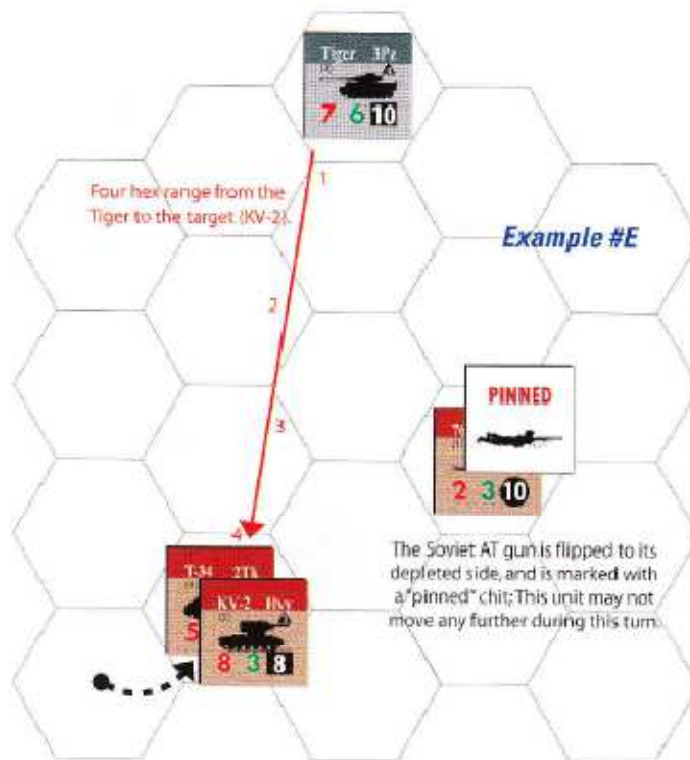 Tiger 3Pz
7 6 10
1
Four hex range from the
Tiger to the target (KV-2).
Example #E
2
3
PINNED
2 3 10
4
The Soviet AT gun is flipped to its
depleted side, and is marked with
a "pinned" chit; This unit may not
move any further during this turn.
T-34 2Tk
5
KV-2 1Hvy
8 3 8